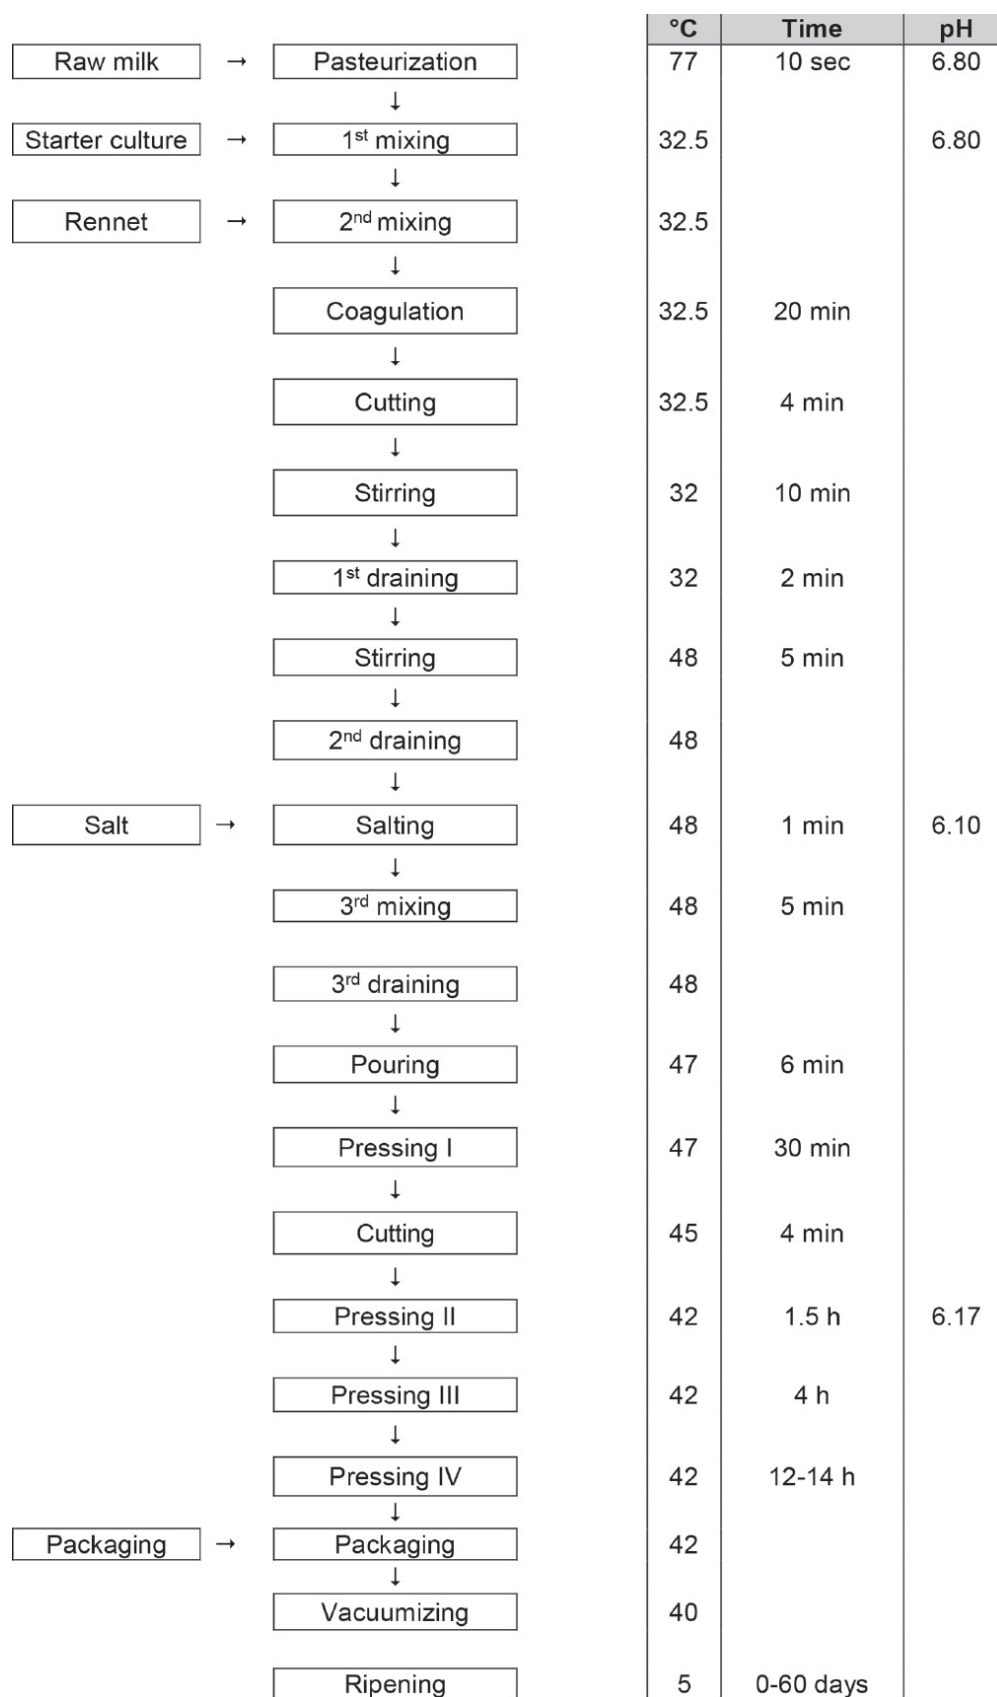 °C Time pH
Raw milk → Pasteurization 77 10 sec 6.80
↓
Starter culture → 1st mixing 32.5 6.80
↓
Rennet → 2nd mixing 32.5
↓
Coagulation 32.5 20 min
↓
Cutting 32.5 4 min
↓
Stirring 32 10 min
↓
1st draining 32 2 min
↓
Stirring 48 5 min
↓
2nd draining 48
↓
Salt → Salting 48 1 min 6.10
↓
3rd mixing 48 5 min
3rd draining 48
↓
Pouring 47 6 min
↓
Pressing I 47 30 min
↓
Cutting 45 4 min
↓
Pressing II 42 1.5 h 6.17
↓
Pressing III 42 4 h
↓
Pressing IV 42 12-14 h
↓
Packaging → Packaging 42
↓
Vacuumizing 40
Ripening 5 0-60 days